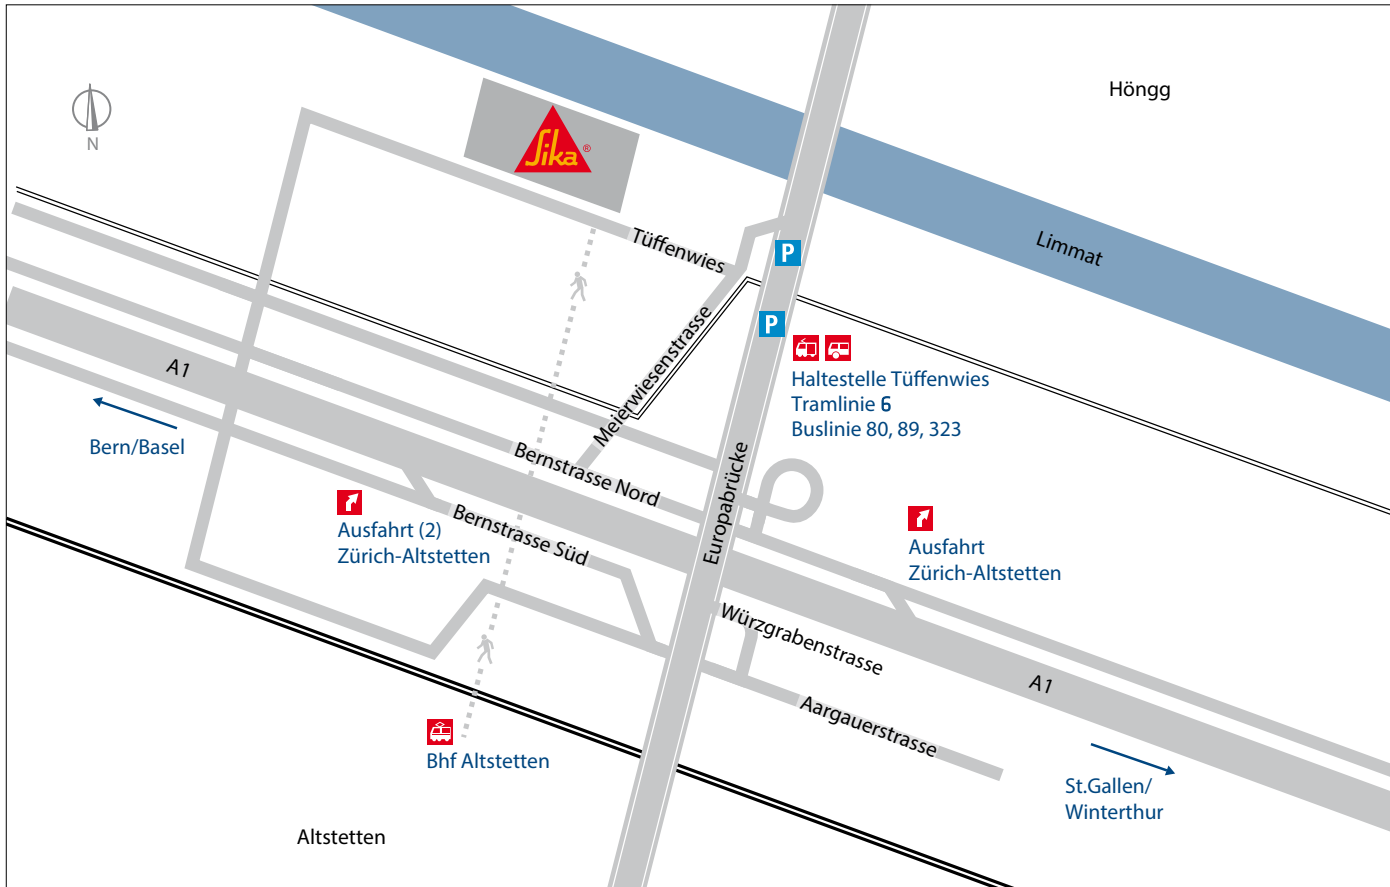 Höngg
N
Sika®
P
Tüffenwies
Limmat
P
Meierwiesenstrasse
Haltestelle Tüffenwies
Tramlinie 6
Buslinie 80, 89, 323
A1
Bern/Basel
Bernstrasse Nord
Europabrücke
Ausfahrt (2)
Zürich-Altstetten
Bernstrasse Süd
Ausfahrt
Zürich-Altstetten
Würzgrabenstrasse
A1
Aargauerstrasse
Bhf Altstetten
St.Gallen/
Winterthur
Altstetten